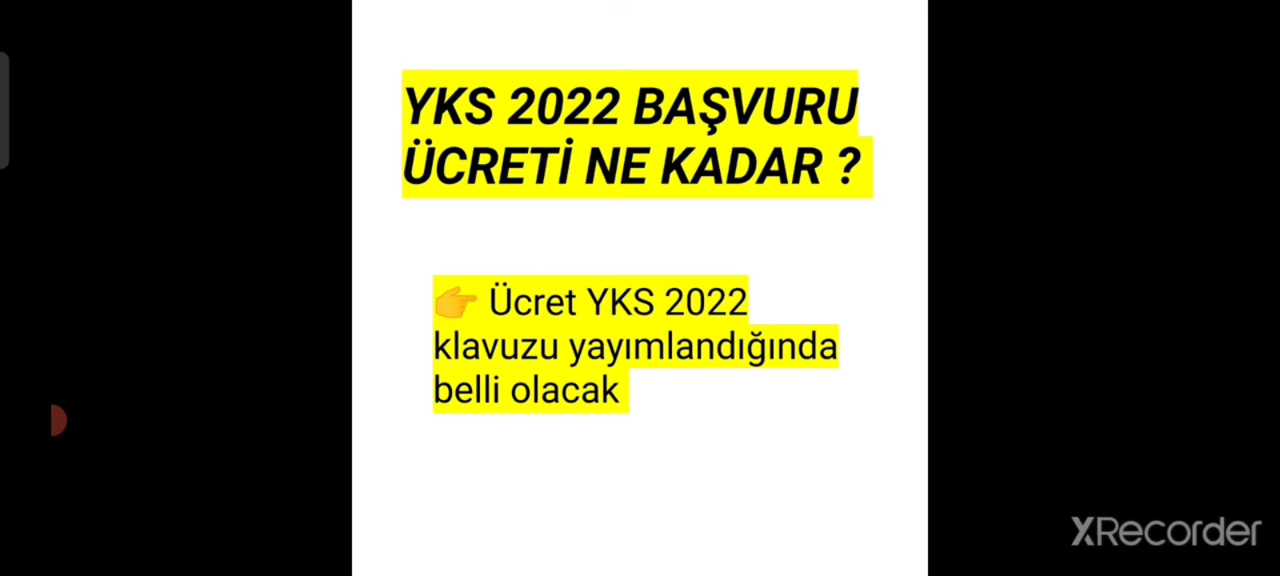 YKS 2022 BAŞVURU
ÜCRETİ NE KADAR ?
👉 Ücret YKS 2022
klavuzu yayımlandığında
belli olacak
XRecorder